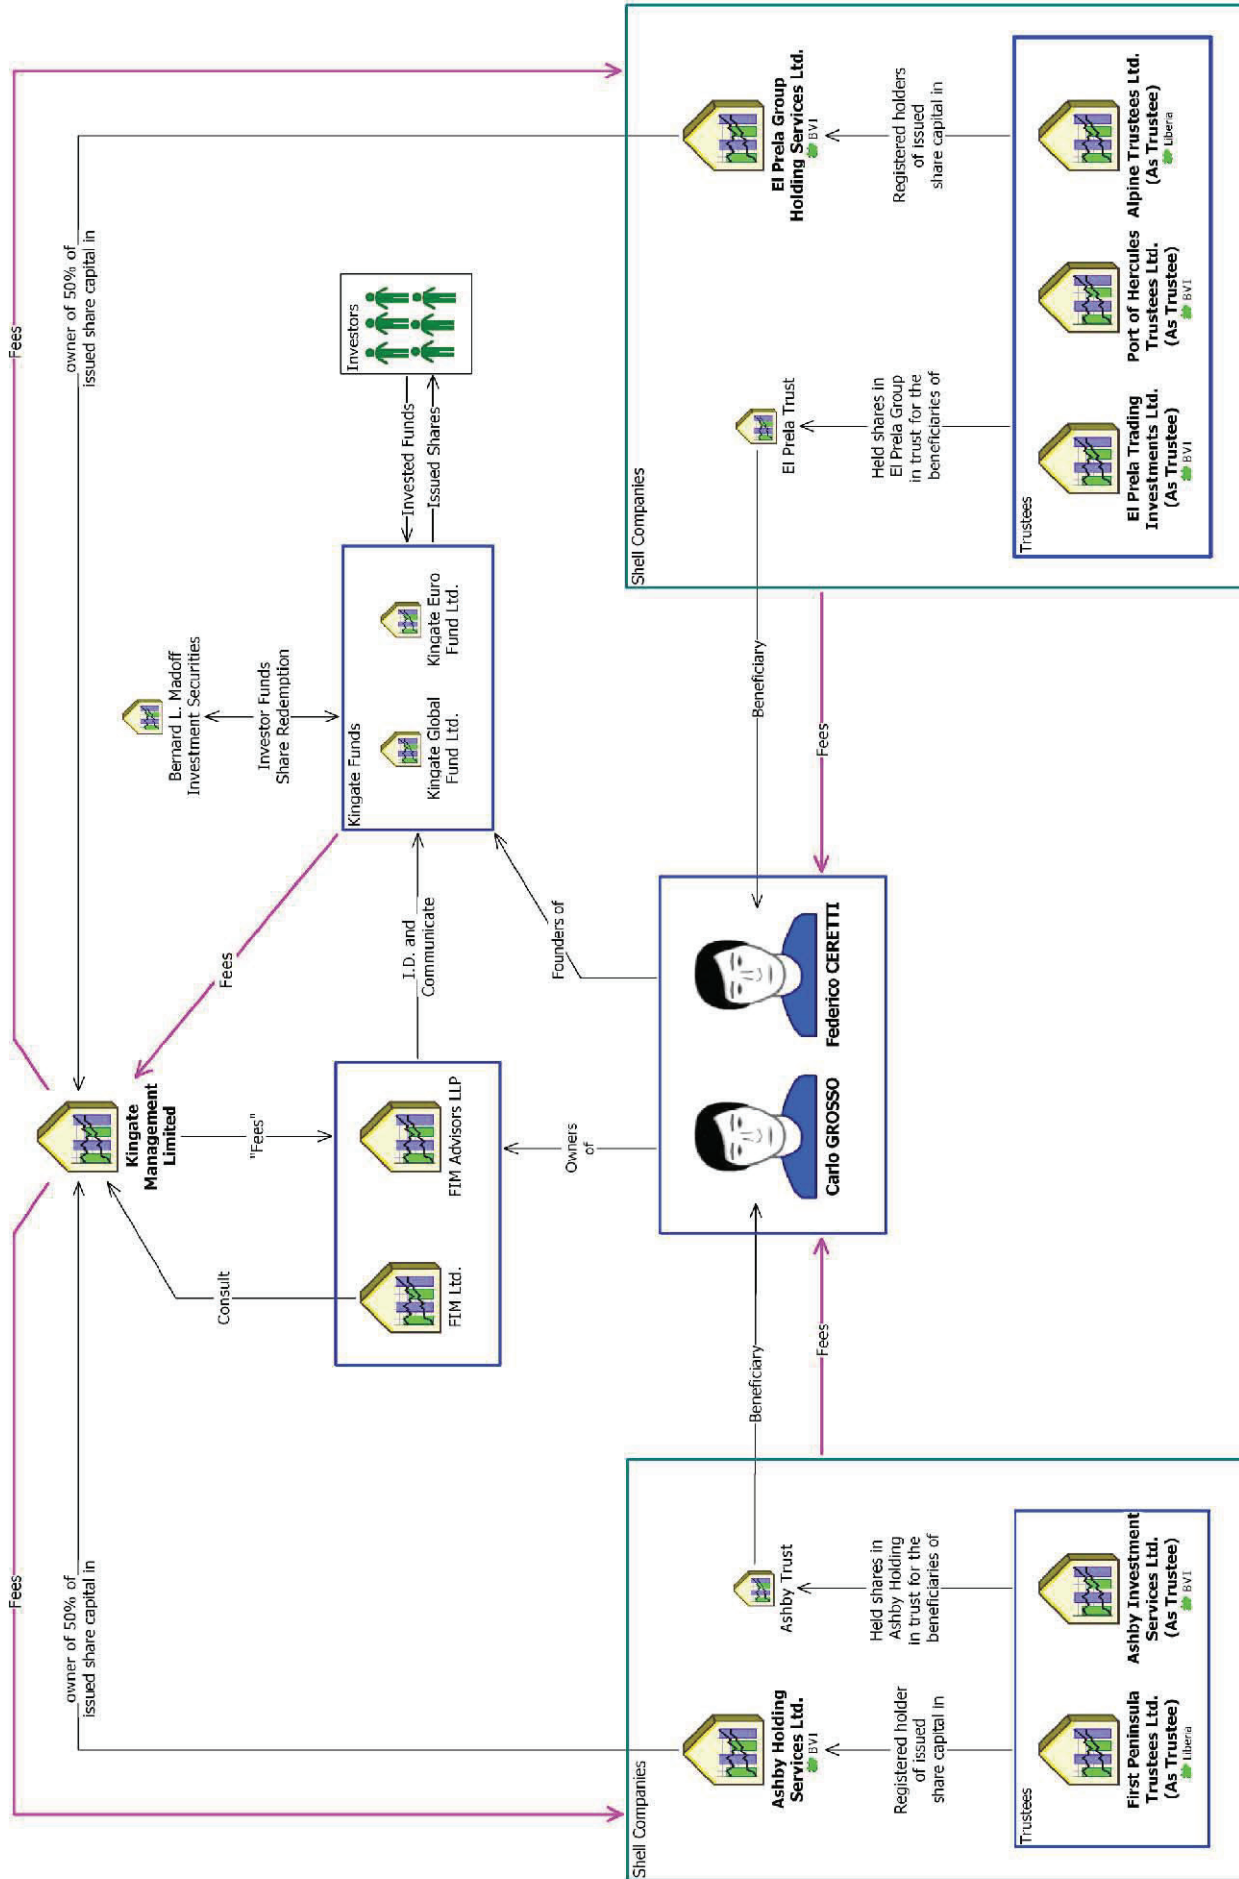 Fees
Fees
owner of 50% of
issued share capital in
owner of 50% of
issued share capital in
Kingate
Management
Limited
Bernard L. Madoff
Investment Securities
Consult
"Fees"
Fees
Investor Funds
Share Redemption
FIM Ltd.
FIM Advisors LLP
I.D. and
Communicate
Kingate Funds
Kingate Global
Fund Ltd.
Kingate Euro
Fund Ltd.
Invested Funds
Issued Shares
Investors
Owners
of
Founders of
Shell Companies
Ashby Holding
Services Ltd.
BVI
Ashby Trust
Beneficiary
Registered holder
of issued
share capital in
Held shares in
Ashby Holding
in trust for the
beneficiaries of
Fees
Trustees
First Peninsula
Trustees Ltd.
(As Trustee)
Liberia
Ashby Investment
Services Ltd.
(As Trustee)
BVI
Carlo GROSSO
Federico CERETTI
Beneficiary
Fees
Shell Companies
El Prela Trust
El Prela Group
Holding Services Ltd.
BVI
Held shares in
El Prela Group
in trust for the
beneficiaries of
Registered holders
of issued
share capital in
Trustees
El Prela Trading
Investments Ltd.
(As Trustee)
BVI
Port of Hercules
Trustees Ltd.
(As Trustee)
BVI
Alpine Trustees Ltd.
(As Trustee)
Liberia